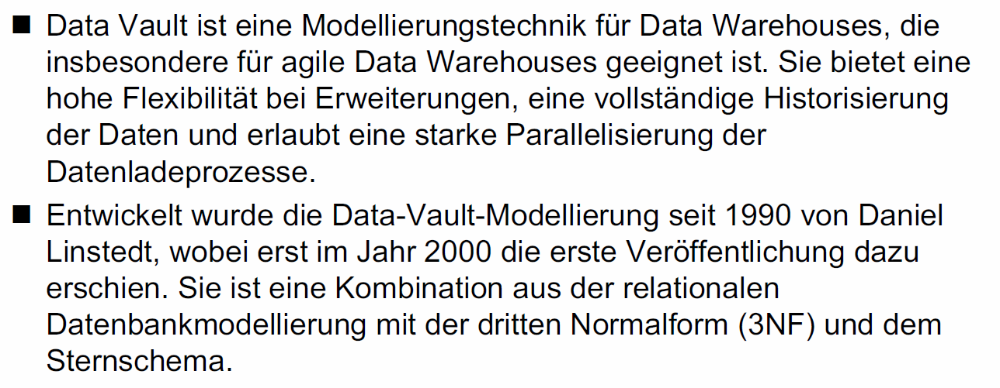 ■ Data Vault ist eine Modellierungstechnik für Data Warehouses, die
insbesondere für agile Data Warehouses geeignet ist. Sie bietet eine
hohe Flexibilität bei Erweiterungen, eine vollständige Historisierung
der Daten und erlaubt eine starke Parallelisierung der
Datenladeprozesse.
■ Entwickelt wurde die Data-Vault-Modellierung seit 1990 von Daniel
Linstedt, wobei erst im Jahr 2000 die erste Veröffentlichung dazu
erschien. Sie ist eine Kombination aus der relationalen
Datenbankmodellierung mit der dritten Normalform (3NF) und dem
Sternschema.